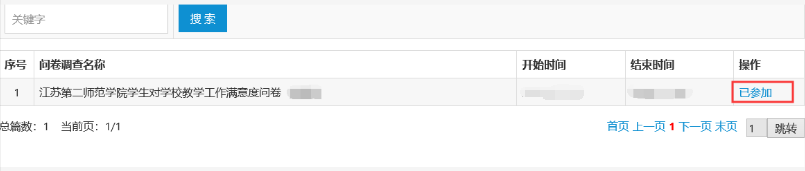 关键字 搜 索
序号 问卷调查名称 开始时间 结束时间 操作
1 江苏第二师范学院学生对学校教学工作满意度问卷 已参加
总篇数：1 当前页：1/1 首页 上一页 1 下一页 末页 1 跳转